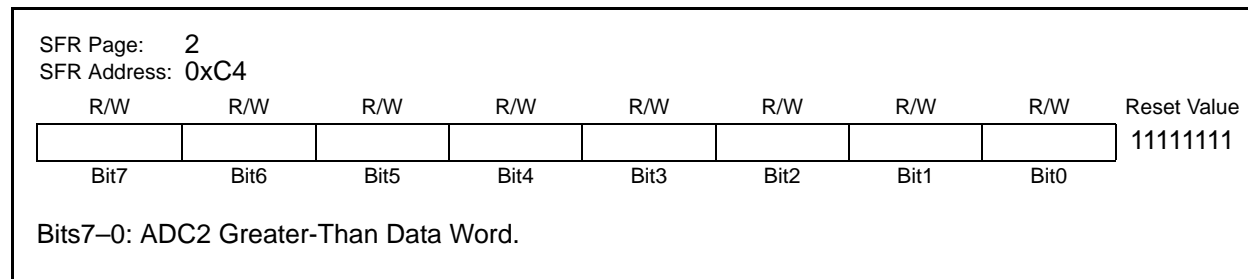 SFR Page: 2
SFR Address: 0xC4
R/W R/W R/W R/W R/W R/W R/W R/W Reset Value
11111111
Bit7 Bit6 Bit5 Bit4 Bit3 Bit2 Bit1 Bit0
Bits7–0: ADC2 Greater-Than Data Word.